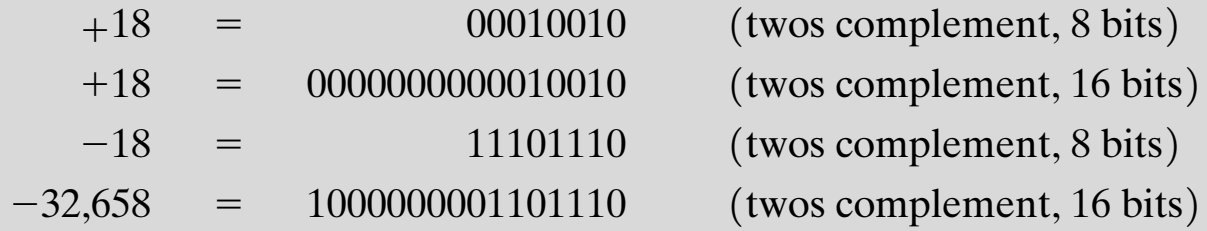 +18 = 00010010 (twos complement, 8 bits)
+18 = 0000000000010010 (twos complement, 16 bits)
−18 = 11101110 (twos complement, 8 bits)
−32,658 = 1000000001101110 (twos complement, 16 bits)